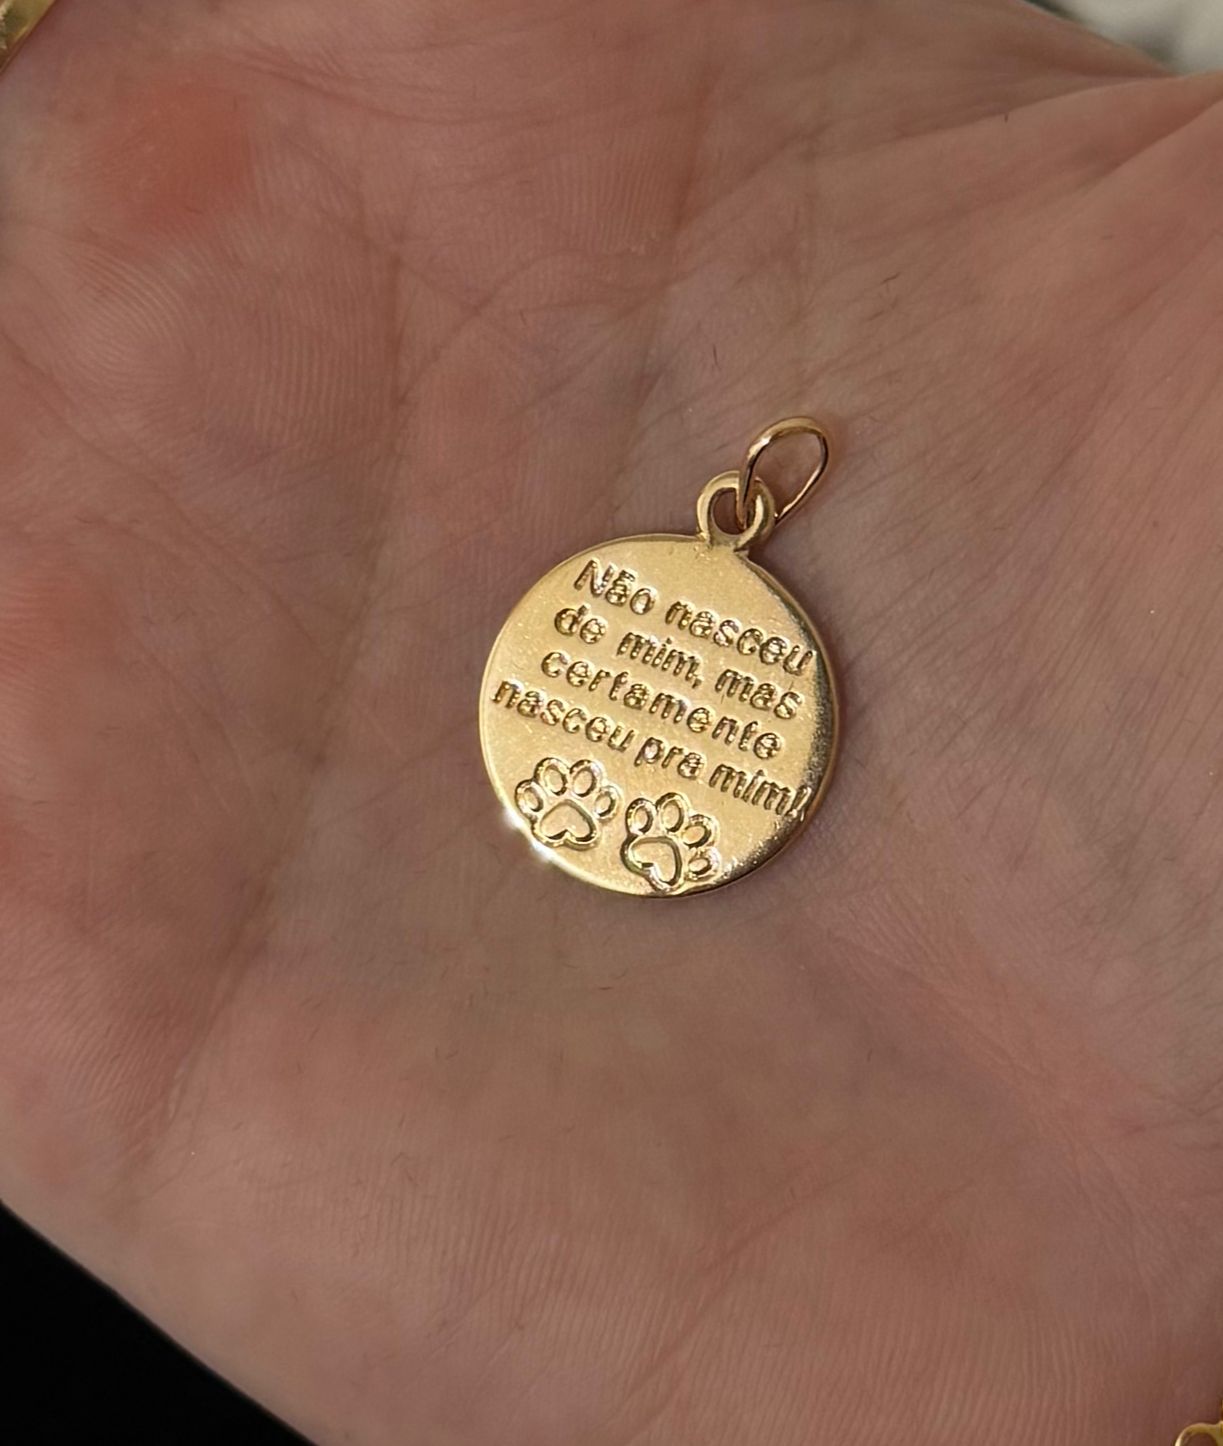 Não nasceu
de mim, mas
certamente
nasceu pra mim!